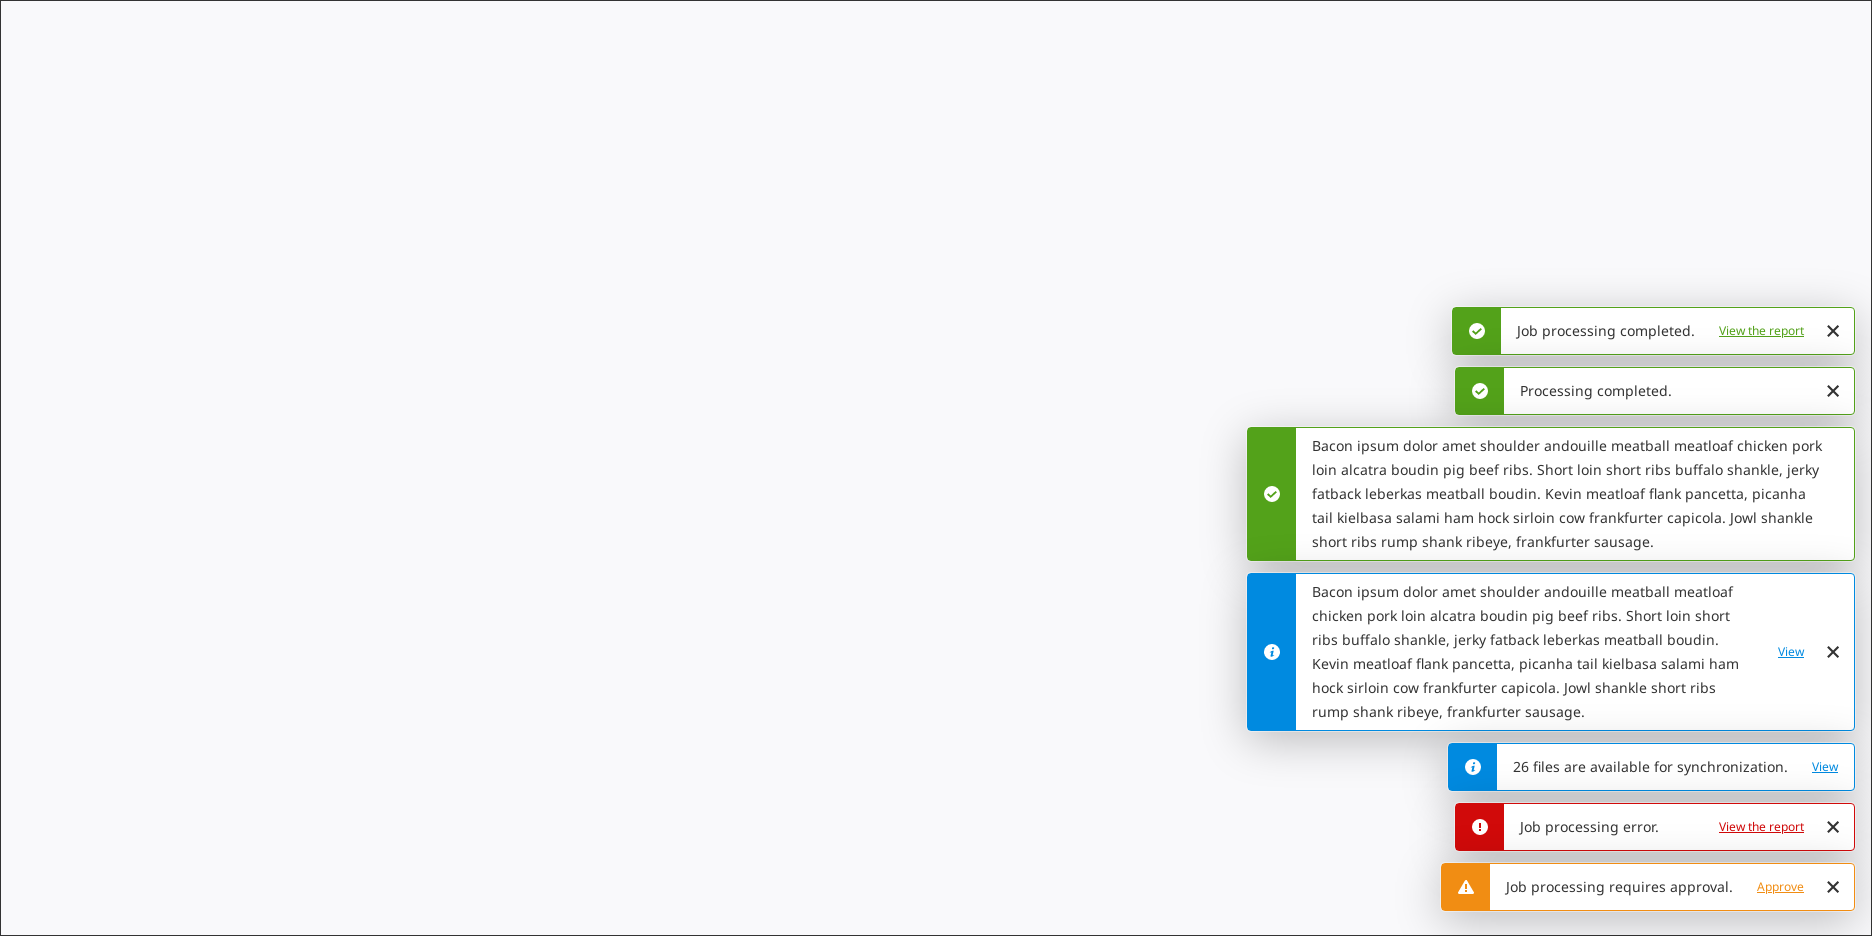 Job processing completed. View the report
Processing completed.
Bacon ipsum dolor amet shoulder andouille meatball meatloaf chicken pork
loin alcatra boudin pig beef ribs. Short loin short ribs buffalo shankle, jerky
fatback leberkas meatball boudin. Kevin meatloaf flank pancetta, picanha
tail kielbasa salami ham hock sirloin cow frankfurter capicola. Jowl shankle
short ribs rump shank ribeye, frankfurter sausage.
Bacon ipsum dolor amet shoulder andouille meatball meatloaf
chicken pork loin alcatra boudin pig beef ribs. Short loin short
ribs buffalo shankle, jerky fatback leberkas meatball boudin.
Kevin meatloaf flank pancetta, picanha tail kielbasa salami ham
hock sirloin cow frankfurter capicola. Jowl shankle short ribs
rump shank ribeye, frankfurter sausage.
View
26 files are available for synchronization. View
Job processing error. View the report
Job processing requires approval. Approve